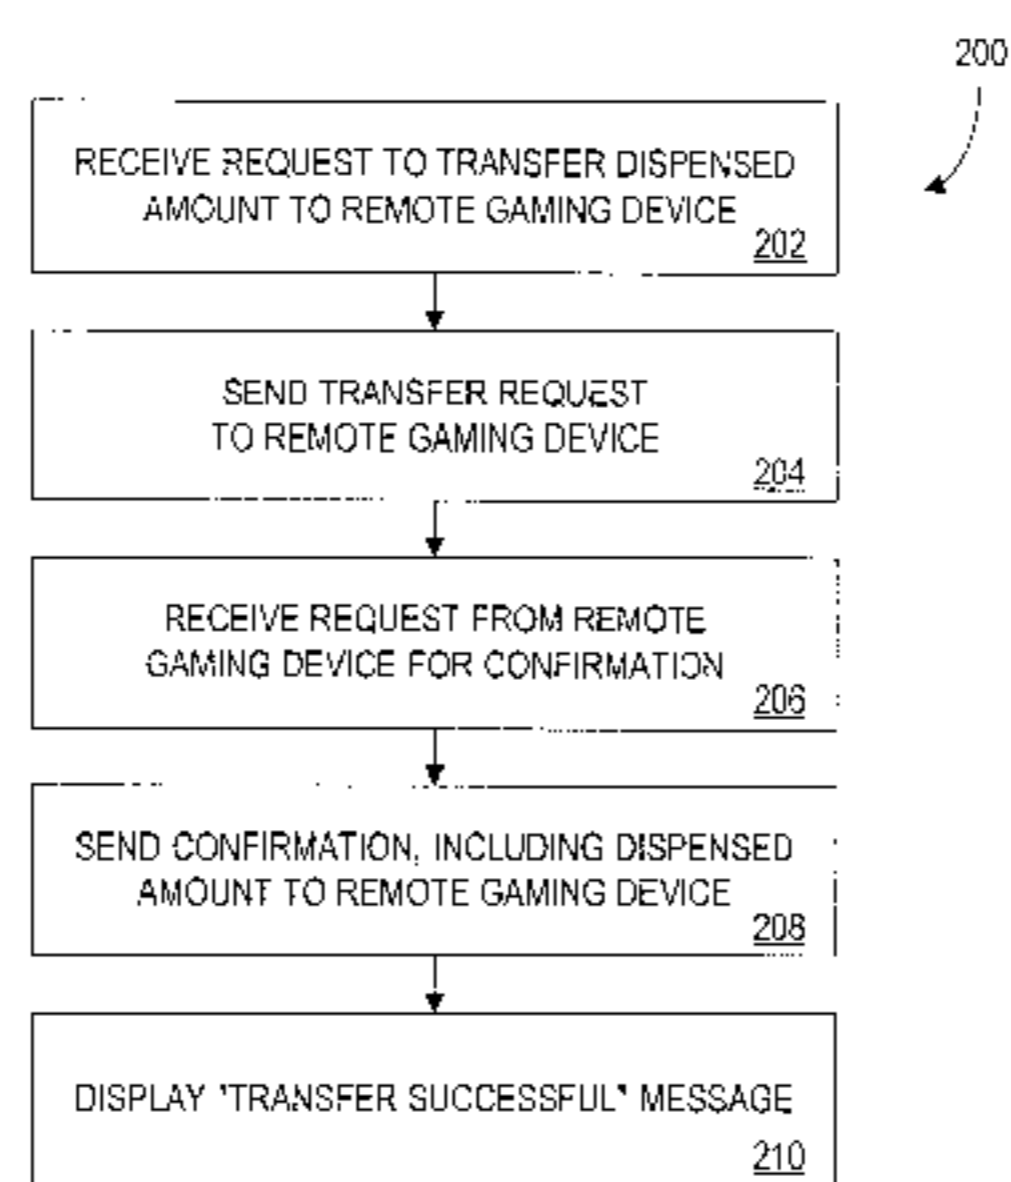 200
RECEIVE REQUEST TO TRANSFER DISPENSED
AMOUNT TO REMOTE GAMING DEVICE
202
SEND TRANSFER REQUEST
TO REMOTE GAMING DEVICE
204
RECEIVE REQUEST FROM REMOTE
GAMING DEVICE FOR CONFIRMATION
206
SEND CONFIRMATION, INCLUDING DISPENSED
AMOUNT TO REMOTE GAMING DEVICE
208
DISPLAY "TRANSFER SUCCESSFUL" MESSAGE
210